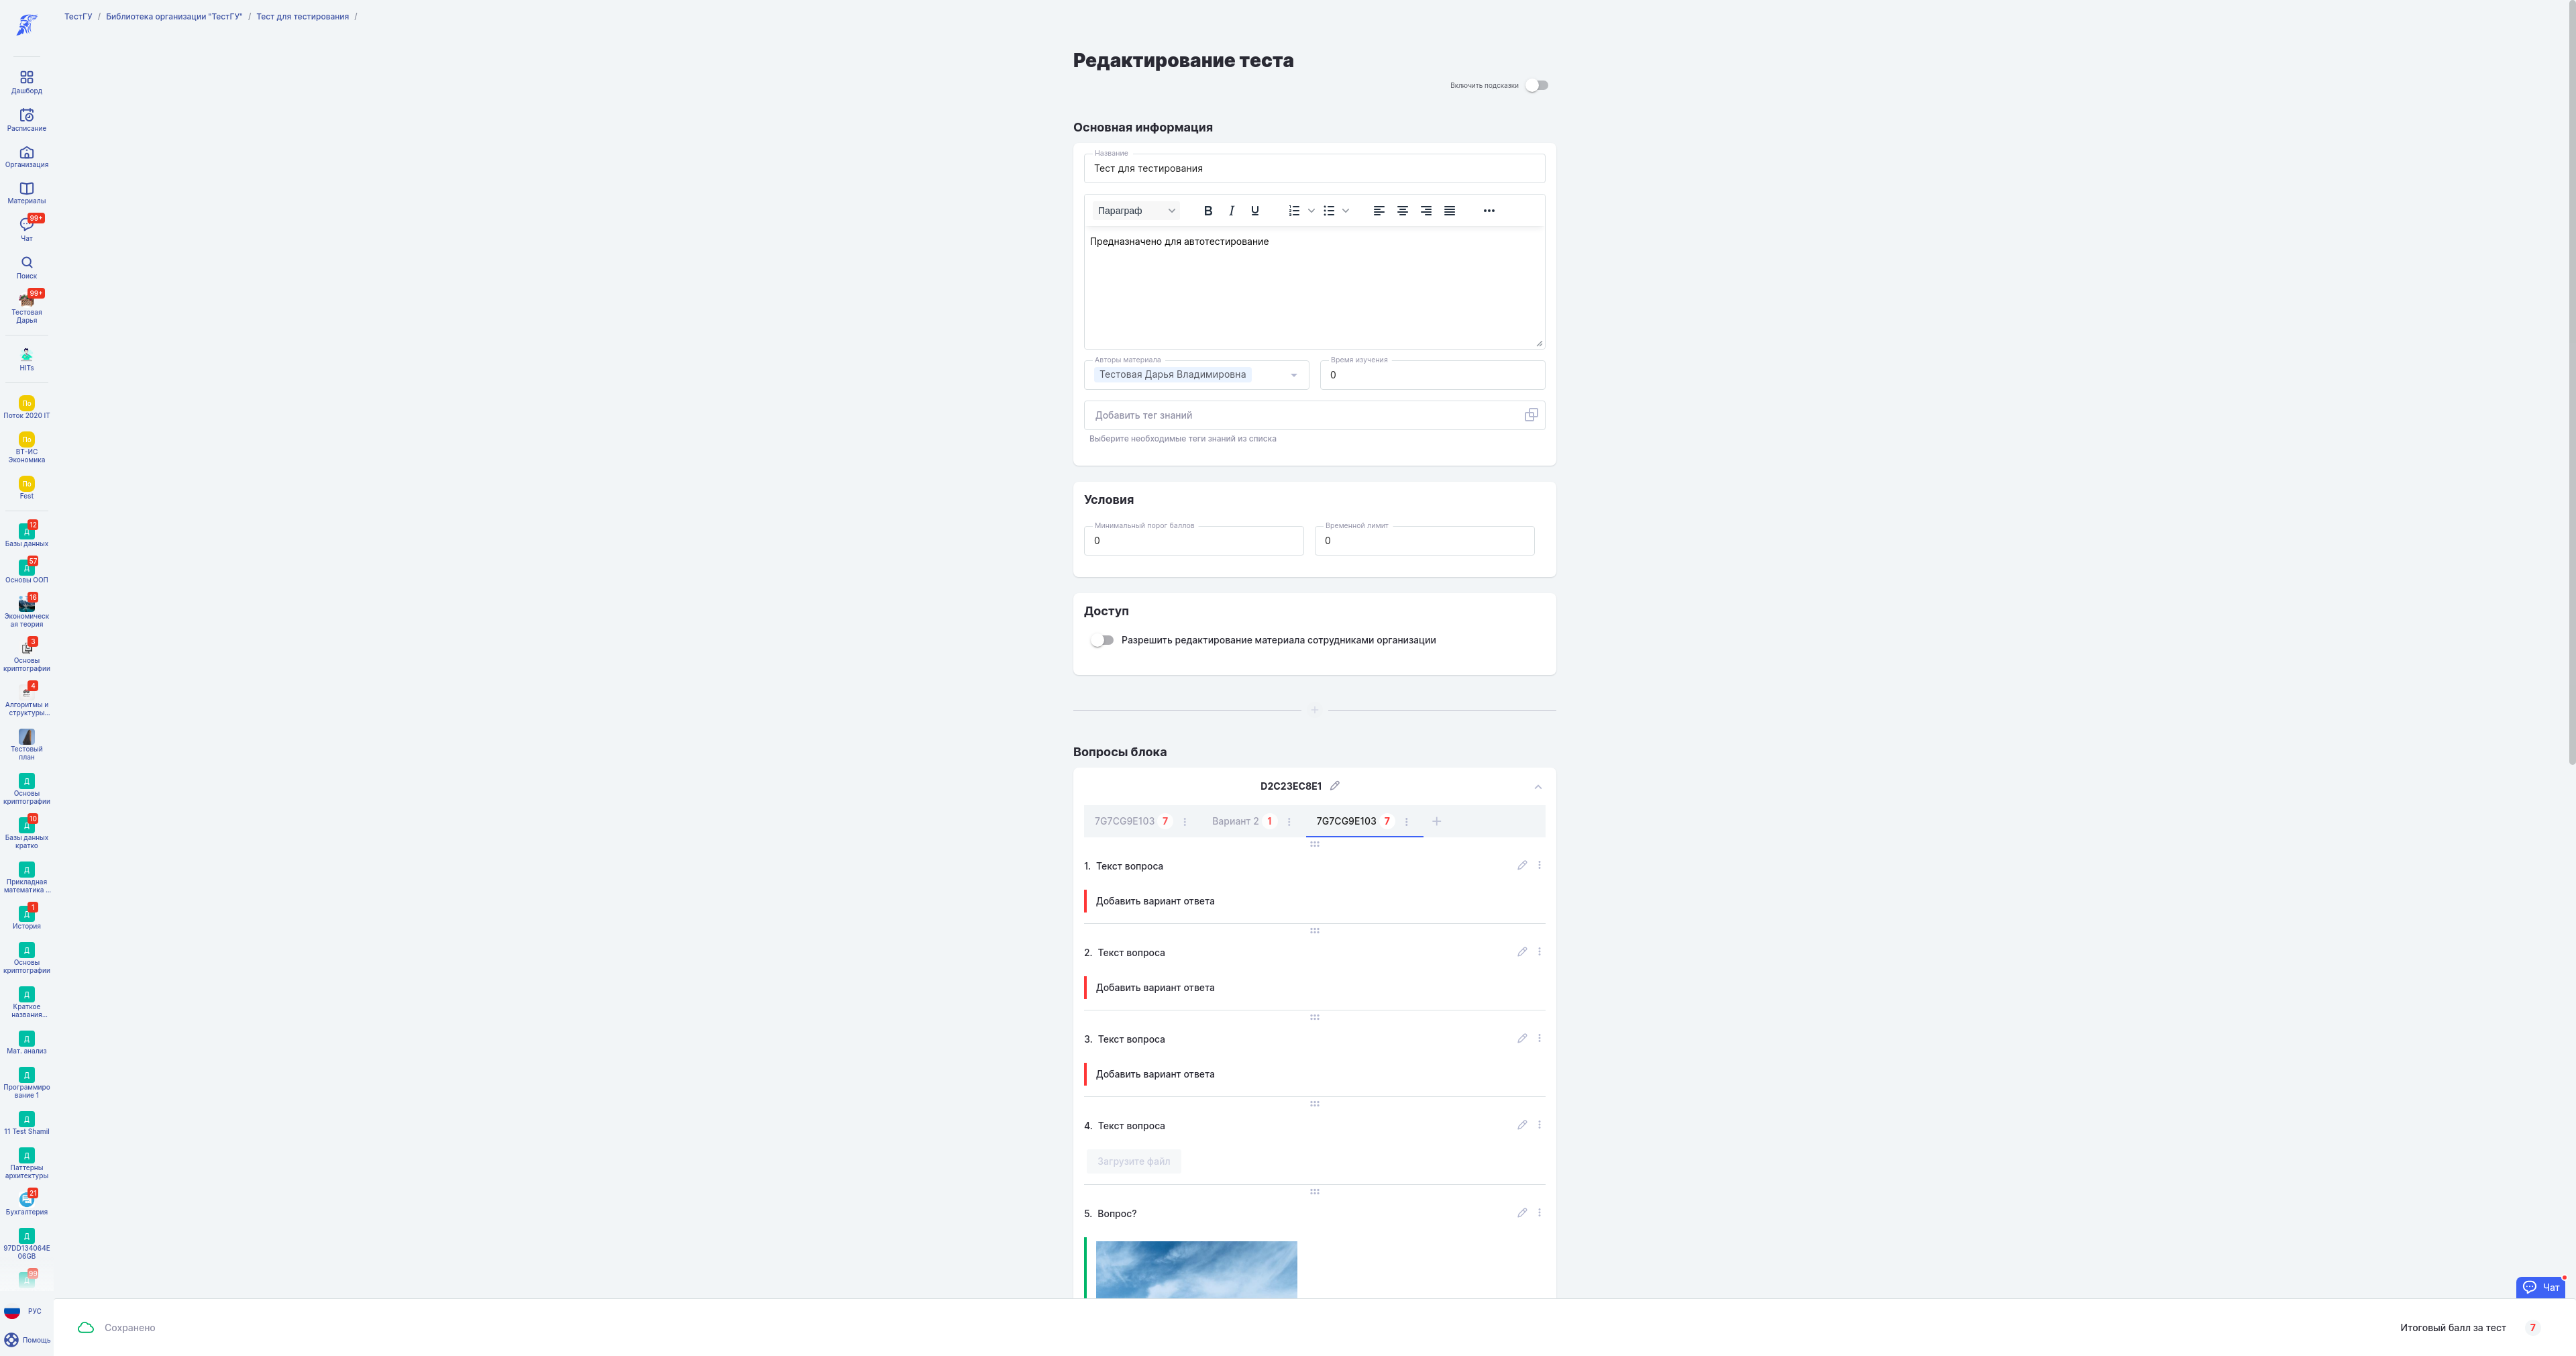 ТестГУ / Библиотека организации "ТестГУ" / Тест для тестирования /
Дашборд
Расписание
Организация
Материалы
99+
Чат
Поиск
99+
Тестовая
Дарья
HITs
По
Поток 2020 IT
По
ВТ-ИС
Экономика
По
Fest
12
Д
Базы данных
57
Д
Основы ООП
16
Экономическ
ая теория
3
Основы
криптографии
4
Алгоритмы и
структуры...
Тестовый
план
Д
Основы
криптографии
10
Д
Базы данных
кратко
Д
Прикладная
математика ...
1
Д
История
Д
Основы
криптографии
Д
Краткое
названия...
Д
Мат. анализ
Д
Программиро
вание 1
Д
11 Test Shamil
Д
Паттерны
архитектуры
21
Бухгалтерия
Д
97DD134064E
06GB
99
Д
РУС
Помощь
Редактирование теста
Включить подсказки
Основная информация
Название
Тест для тестирования
Параграф
Предназначено для автотестирование
Авторы материала
Тестовая Дарья Владимировна
Время изучения
0
Добавить тег знаний
Выберите необходимые теги знаний из списка
Условия
Минимальный порог баллов
0
Временной лимит
0
Доступ
Разрешить редактирование материала сотрудниками организации
Вопросы блока
D2C23EC8E1
7G7CG9E103 7 Вариант 2 1 7G7CG9E103 7
1. Текст вопроса
Добавить вариант ответа
2. Текст вопроса
Добавить вариант ответа
3. Текст вопроса
Добавить вариант ответа
4. Текст вопроса
Загрузите файл
5. Вопрос?
Чат
Сохранено
Итоговый балл за тест 7